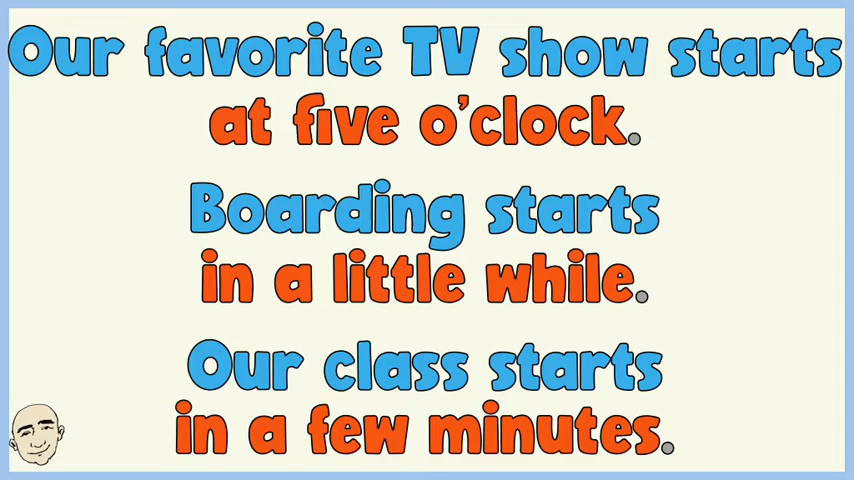 Our favorite TV show starts
at five o'clock.
Boarding starts
in a little while.
Our class starts
in a few minutes.